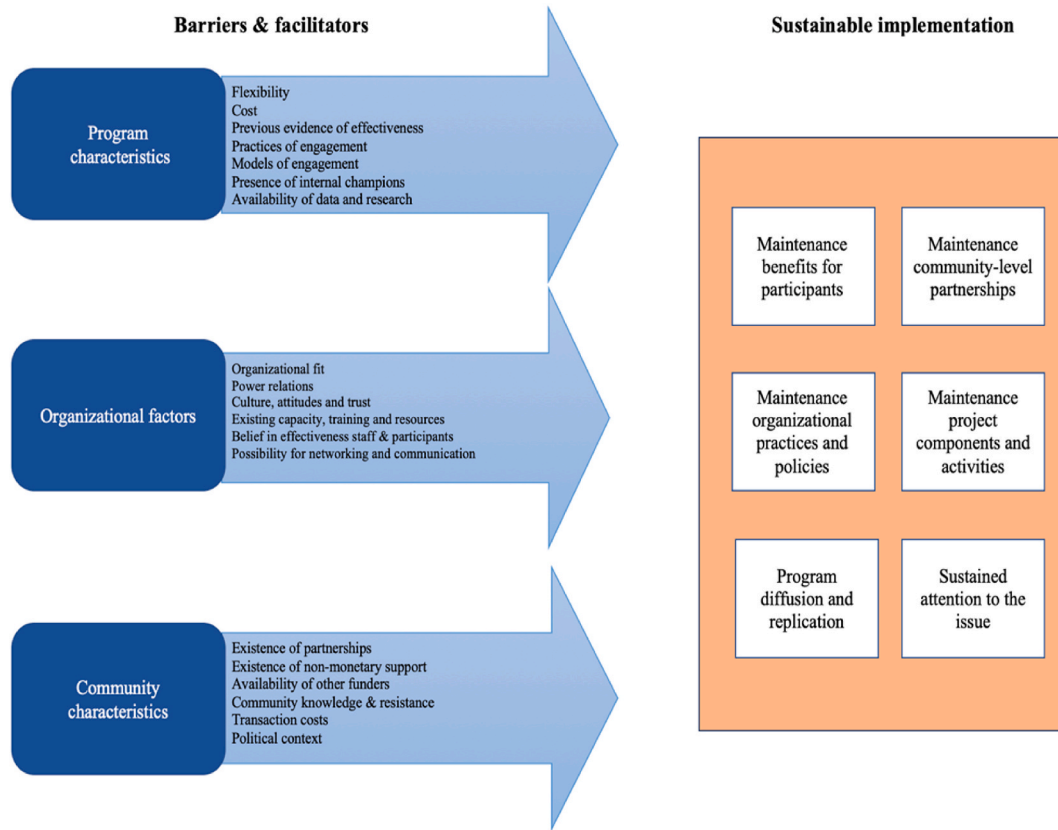 Barriers & facilitators
Sustainable implementation
Program
characteristics
Flexibility
Cost
Previous evidence of effectiveness
Practices of engagement
Models of engagement
Presence of internal champions
Availability of data and research
Organizational factors
Organizational fit
Power relations
Culture, attitudes and trust
Existing capacity, training and resources
Belief in effectiveness staff & participants
Possibility for networking and communication
Community
characteristics
Existence of partnerships
Existence of non-monetary support
Availability of other funders
Community knowledge & resistance
Transaction costs
Political context
Maintenance
benefits for
participants
Maintenance
community-level
partnerships
Maintenance
organizational
practices and
policies
Maintenance
project
components and
activities
Program
diffusion and
replication
Sustained
attention to the
issue